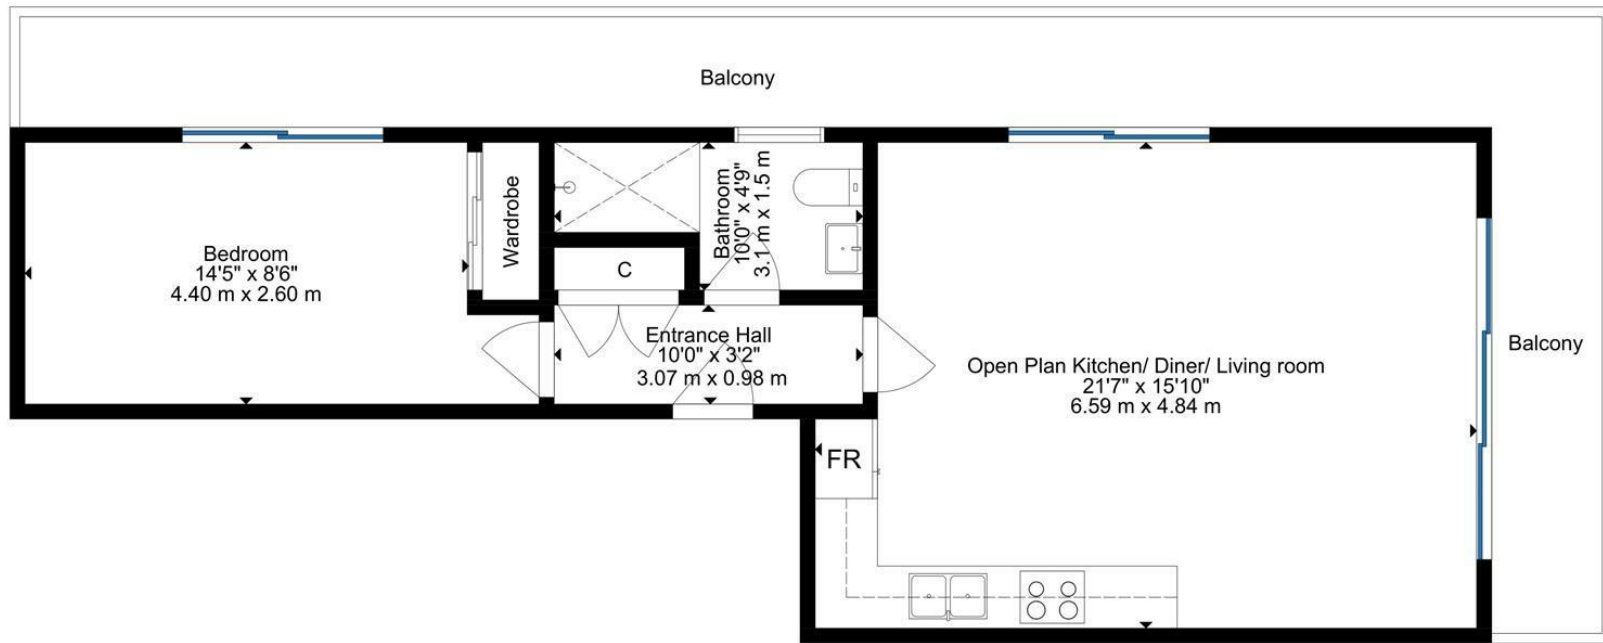 Balcony
Bedroom
14'5" x 8'6"
4.40 m x 2.60 m
Wardrobe
Bathroom
10'0" x 4'9"
3.1 m x 1.5 m
C
Entrance Hall
10'0" x 3'2"
3.07 m x 0.98 m
Open Plan Kitchen/ Diner/ Living room
21'7" x 15'10"
6.59 m x 4.84 m
Balcony
FR